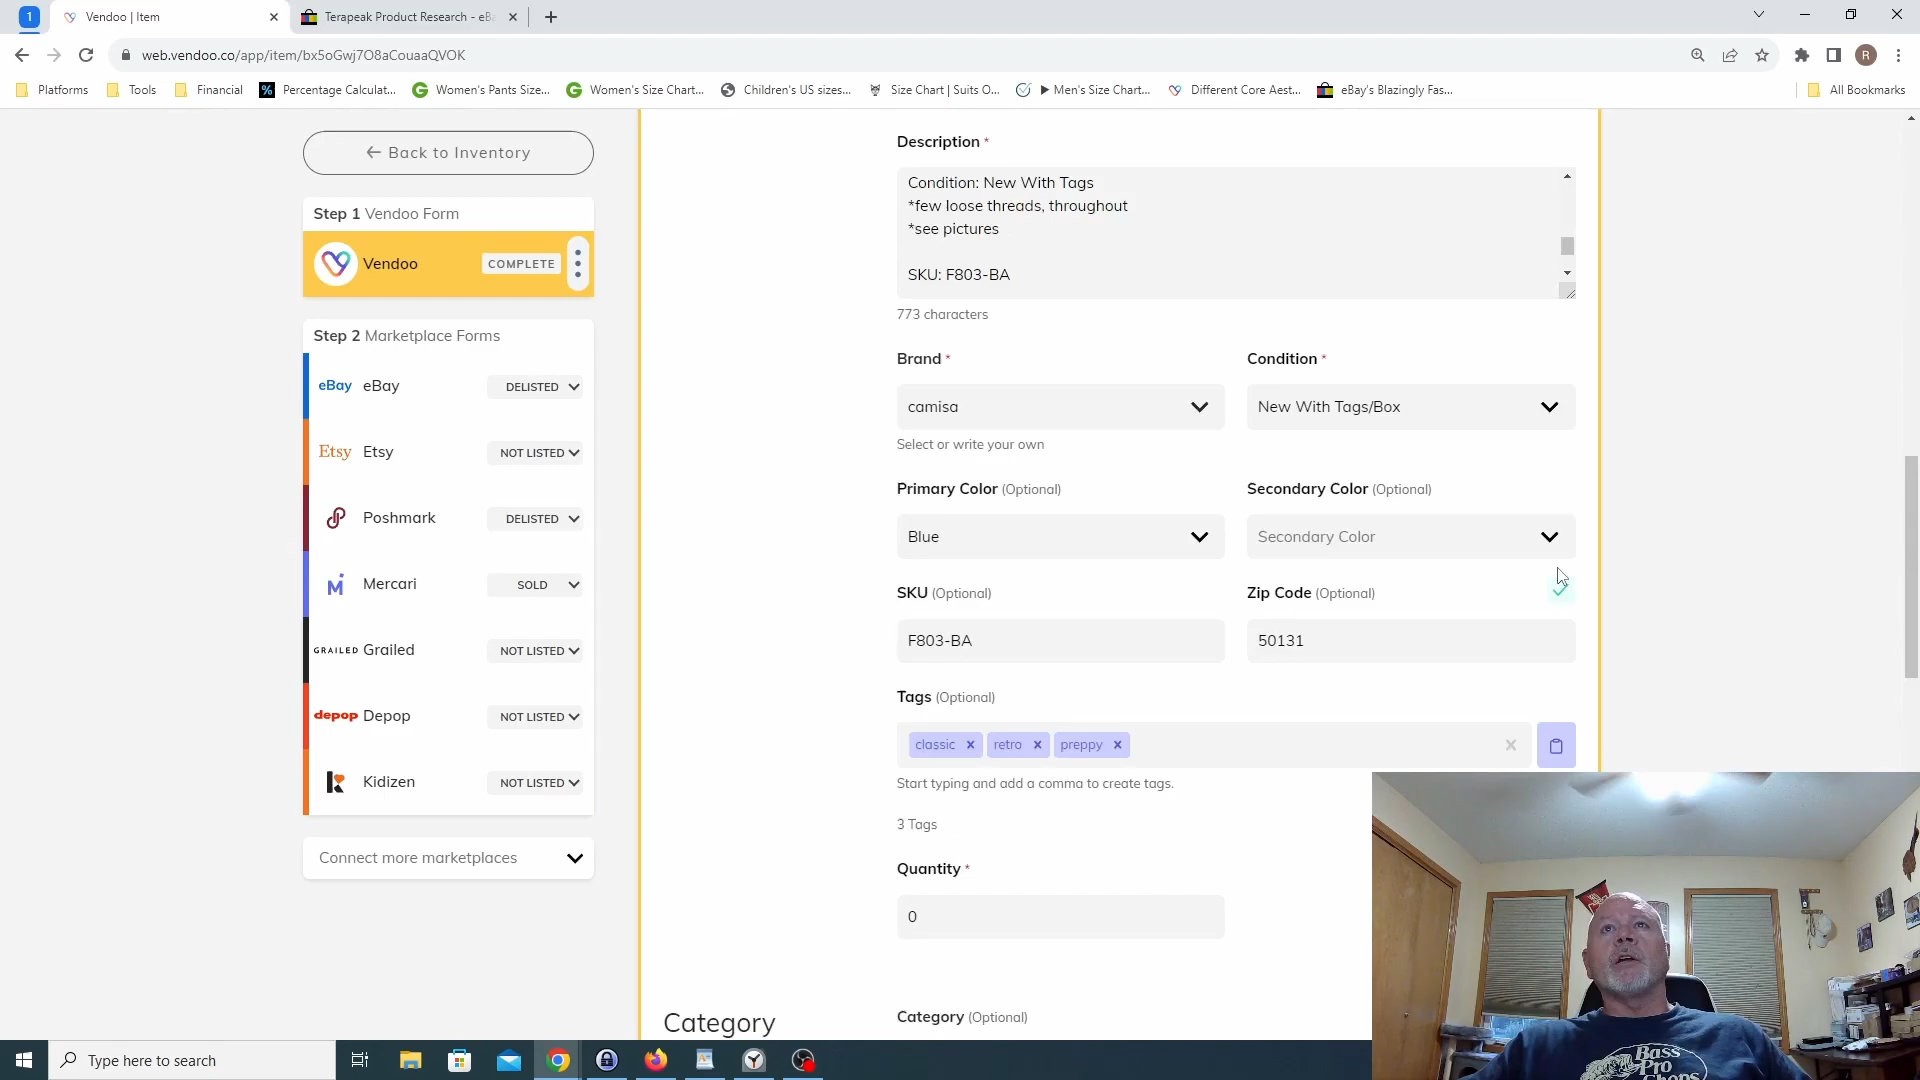 1
Vendoo | Item
Terapeak Product Research - eB
web.vendoo.co/app/item/bx5oGwj7O8aCouaaQVOK
R
Platforms
Tools
Financial
Percentage Calculat...
Women's Pants Size...
Women's Size Chart...
Children's US sizes...
Size Chart | Suits O...
▶ Men's Size Chart...
Different Core Aest...
eBay's Blazingly Fas...
All Bookmarks
← Back to Inventory
Step 1 Vendoo Form
Vendoo
COMPLETE
Step 2 Marketplace Forms
eBay eBay DELISTED
Etsy Etsy NOT LISTED
Poshmark DELISTED
Mercari SOLD
GRAILED Grailed NOT LISTED
depop Depop NOT LISTED
Kidizen NOT LISTED
Connect more marketplaces
Description *
Condition: New With Tags
*few loose threads, throughout
*see pictures
SKU: F803-BA
773 characters
Brand * Condition *
camisa New With Tags/Box
Select or write your own
Primary Color (Optional) Secondary Color (Optional)
Blue Secondary Color
SKU (Optional) Zip Code (Optional)
F803-BA 50131
Tags (Optional)
classic × retro × preppy ×
Start typing and add a comma to create tags.
3 Tags
Quantity *
0
Category
Category (Optional)
Bass
Pro
Shops
Type here to search